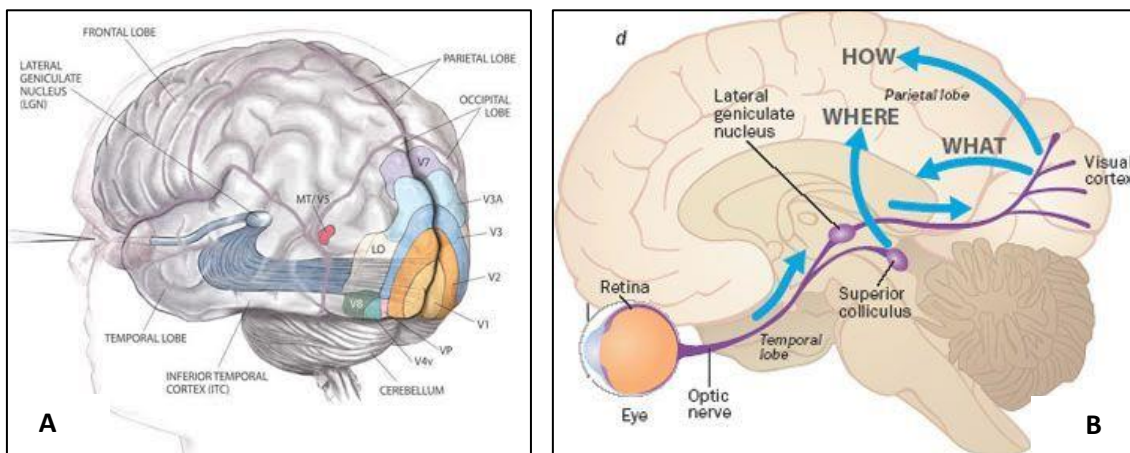 FRONTAL LOBE
LATERAL
GENICULATE
NUCLEUS
(LGN)
PARIETAL LOBE
OCCIPITAL
LOBE
V7
MT/V5
V3A
LO
V3
V2
V8
V1
TEMPORAL LOBE
VP
V4v
INFERIOR TEMPORAL
CORTEX (ITC)
CEREBELLUM
A
d
HOW
Parietal lobe
Lateral
geniculate
nucleus
WHERE
WHAT
Visual
cortex
Retina
Superior
colliculus
Temporal
lobe
Optic
nerve
Eye
B